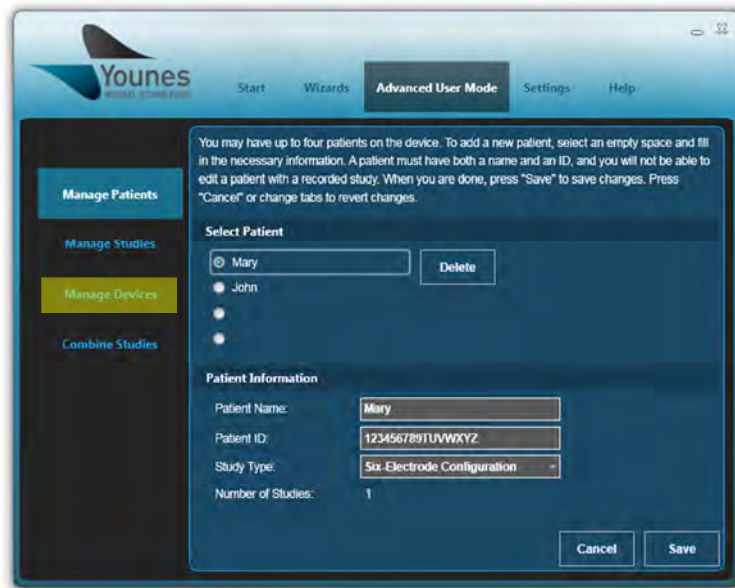 Younes
Start Wizards Advanced User Mode Settings Help
You may have up to four patients on the device. To add a new patient, select an empty space and fill
in the necessary information. A patient must have both a name and an ID, and you will not be able to
edit a patient with a recorded study. When you are done, press "Save" to save changes. Press
"Cancel" or change tabs to revert changes.
Manage Patients
Manage Studies
Manage Devices
Combine Studies
Select Patient
Mary
Delete
John
Patient Information
Patient Name: Mary
Patient ID: 123456789TUVWXYZ
Study Type: Six-Electrode Configuration
Number of Studies: 1
Cancel Save